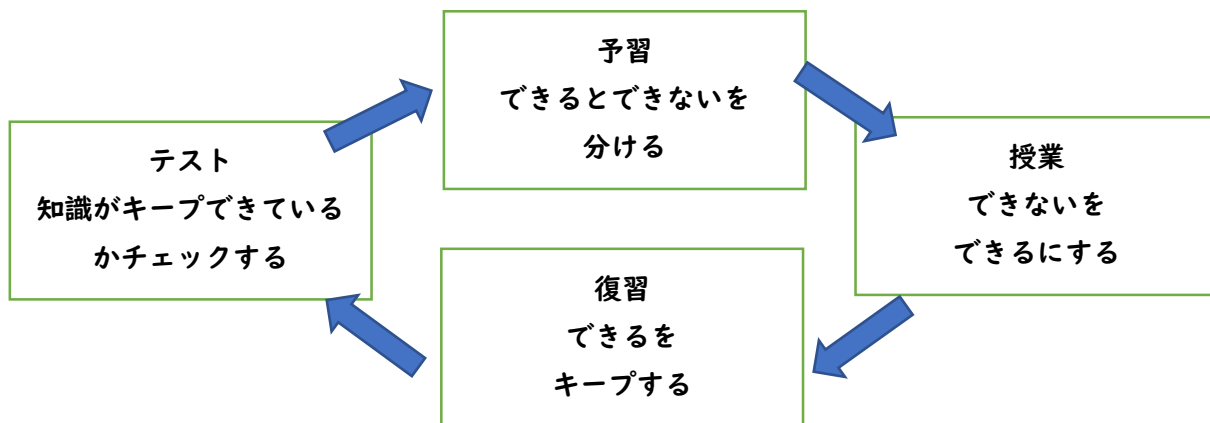 予習
できるとできないを
分ける
授業
できないを
できるにする
復習
できるを
キープする
テスト
知識がキープできている
かチェックする